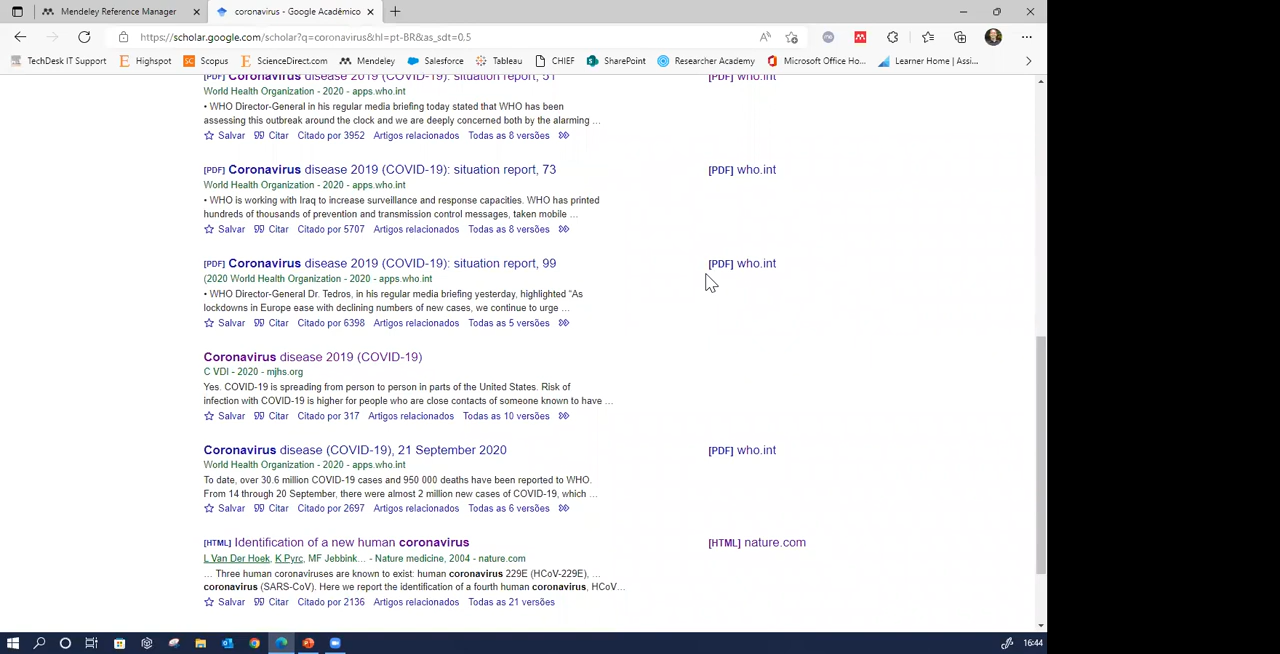 Mendeley Reference Manager
coronavirus - Google Acadêmico
https://scholar.google.com/scholar?q=coronavirus&hl=pt-BR&as_sdt=0,5
TechDesk IT Support
Highspot
Scopus
ScienceDirect.com
Mendeley
Salesforce
Tableau
CHIEF
SharePoint
Researcher Academy
Microsoft Office Ho...
Learner Home | Assi...
[PDF] Coronavirus disease 2019 (COVID-19): situation report, 51
[PDF] who.int
World Health Organization - 2020 - apps.who.int
• WHO Director-General in his regular media briefing today stated that WHO has been
assessing this outbreak around the clock and we are deeply concerned both by the alarming ...
Salvar Citar Citado por 3952 Artigos relacionados Todas as 8 versões
[PDF] Coronavirus disease 2019 (COVID-19): situation report, 73
[PDF] who.int
World Health Organization - 2020 - apps.who.int
• WHO is working with Iraq to increase surveillance and response capacities. WHO has printed
hundreds of thousands of prevention and transmission control messages, taken mobile ...
Salvar Citar Citado por 5707 Artigos relacionados Todas as 8 versões
[PDF] Coronavirus disease 2019 (COVID-19): situation report, 99
[PDF] who.int
(2020 World Health Organization - 2020 - apps.who.int
• WHO Director-General Dr. Tedros, in his regular media briefing yesterday, highlighted “As
lockdowns in Europe ease with declining numbers of new cases, we continue to urge ...
Salvar Citar Citado por 6398 Artigos relacionados Todas as 5 versões
Coronavirus disease 2019 (COVID-19)
C VDI - 2020 - mjhs.org
Yes. COVID-19 is spreading from person to person in parts of the United States. Risk of
infection with COVID-19 is higher for people who are close contacts of someone known to have ...
Salvar Citar Citado por 317 Artigos relacionados Todas as 10 versões
Coronavirus disease (COVID-19), 21 September 2020
[PDF] who.int
World Health Organization - 2020 - apps.who.int
To date, over 30.6 million COVID-19 cases and 950 000 deaths have been reported to WHO.
From 14 through 20 September, there were almost 2 million new cases of COVID-19, which ...
Salvar Citar Citado por 2697 Artigos relacionados Todas as 6 versões
[HTML] Identification of a new human coronavirus
[HTML] nature.com
L Van Der Hoek, K Pyrc, MF Jebbink... - Nature medicine, 2004 - nature.com
... Three human coronaviruses are known to exist: human coronavirus 229E (HCoV-229E), ...
coronavirus (SARS-CoV). Here we report the identification of a fourth human coronavirus, HCoV...
Salvar Citar Citado por 2136 Artigos relacionados Todas as 21 versões
16:44